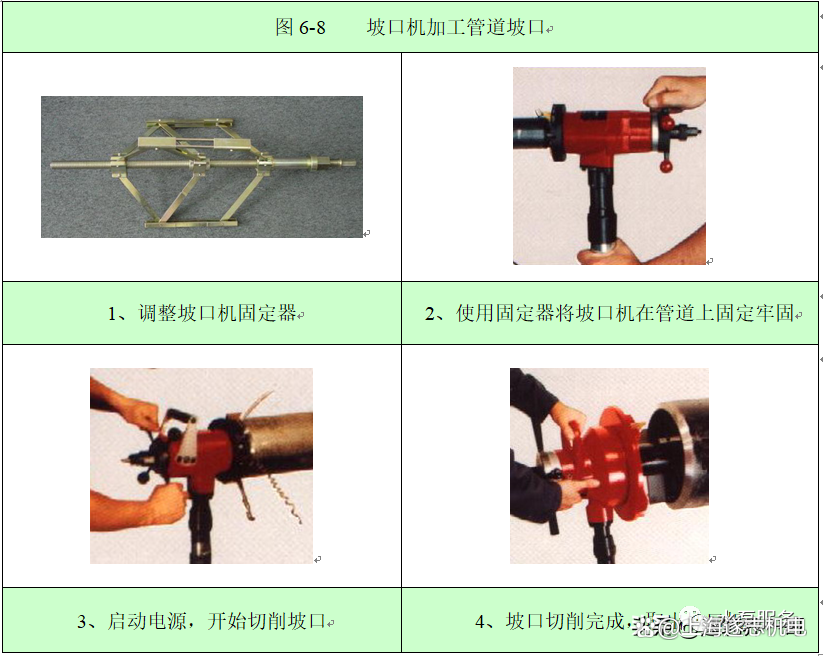 图 6-8 坡口机加工管道坡口
1、调整坡口机固定器
2、使用固定器将坡口机在管道上固定牢固
3、启动电源，开始切削坡口
4、坡口切削完成，